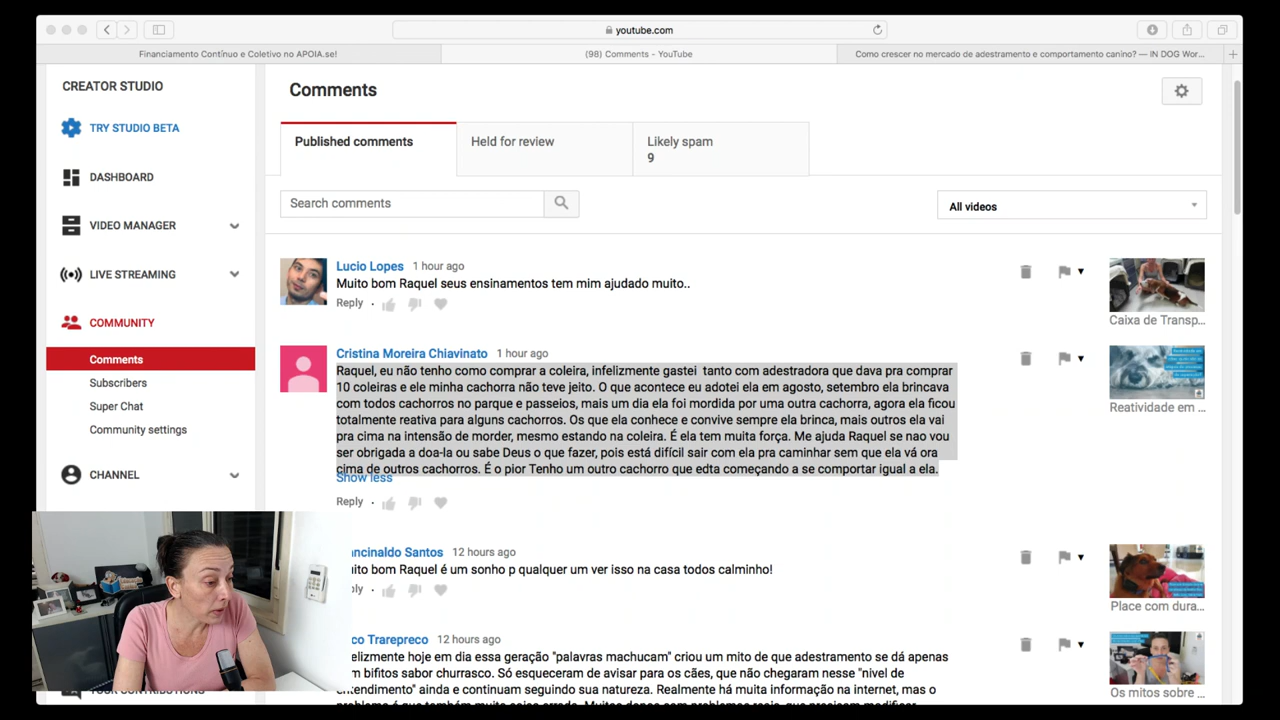 youtube.com
Financiamento Contínuo e Coletivo no APOIA.se!
(98) Comments - YouTube
Como crescer no mercado de adestramento e comportamento canino? — IN DOG Wor...
CREATOR STUDIO
TRY STUDIO BETA
DASHBOARD
VIDEO MANAGER
LIVE STREAMING
COMMUNITY
Comments
Subscribers
Super Chat
Community settings
CHANNEL
Comments
Published comments
Held for review
Likely spam
9
Search comments
All videos
Lucio Lopes 1 hour ago
Muito bom Raquel seus ensinamentos tem mim ajudado muito..
Reply
Caixa de Transp...
Cristina Moreira Chiavinato 1 hour ago
Raquel, eu não tenho como comprar a coleira, infelizmente gastei tanto com adestradora que dava pra comprar
10 coleiras e ele minha cachorra não teve jeito. O que acontece eu adotei ela em agosto, setembro ela brincava
com todos cachorros no parque e passeios, mais um dia ela foi mordida por uma outra cachorra, agora ela ficou
totalmente reativa para alguns cachorros. Os que ela conhece e convive sempre ela brinca, mais outros ela vai
pra cima na intensão de morder, mesmo estando na coleira. É ela tem muita força. Me ajuda Raquel se nao vou
ser obrigada a doa-la ou sabe Deus o que fazer, pois está difícil sair com ela pra caminhar sem que ela vá ora
cima de outros cachorros. É o pior Tenho um outro cachorro que edta começando a se comportar igual a ela.
Show less
Reply
Reatividade em ...
ancinaldo Santos 12 hours ago
uito bom Raquel é um sonho p qualquer um ver isso na casa todos calminho!
ply
Place com dura...
co Trarepreco 12 hours ago
felizmente hoje em dia essa geração "palavras machucam" criou um mito de que adestramento se dá apenas
m bifitos sabor churrasco. Só esqueceram de avisar para os cães, que não chegaram nesse "nivel de
entendimento" ainda e continuam seguindo sua natureza. Realmente há muita informação na internet, mas o
Os mitos sobre ...